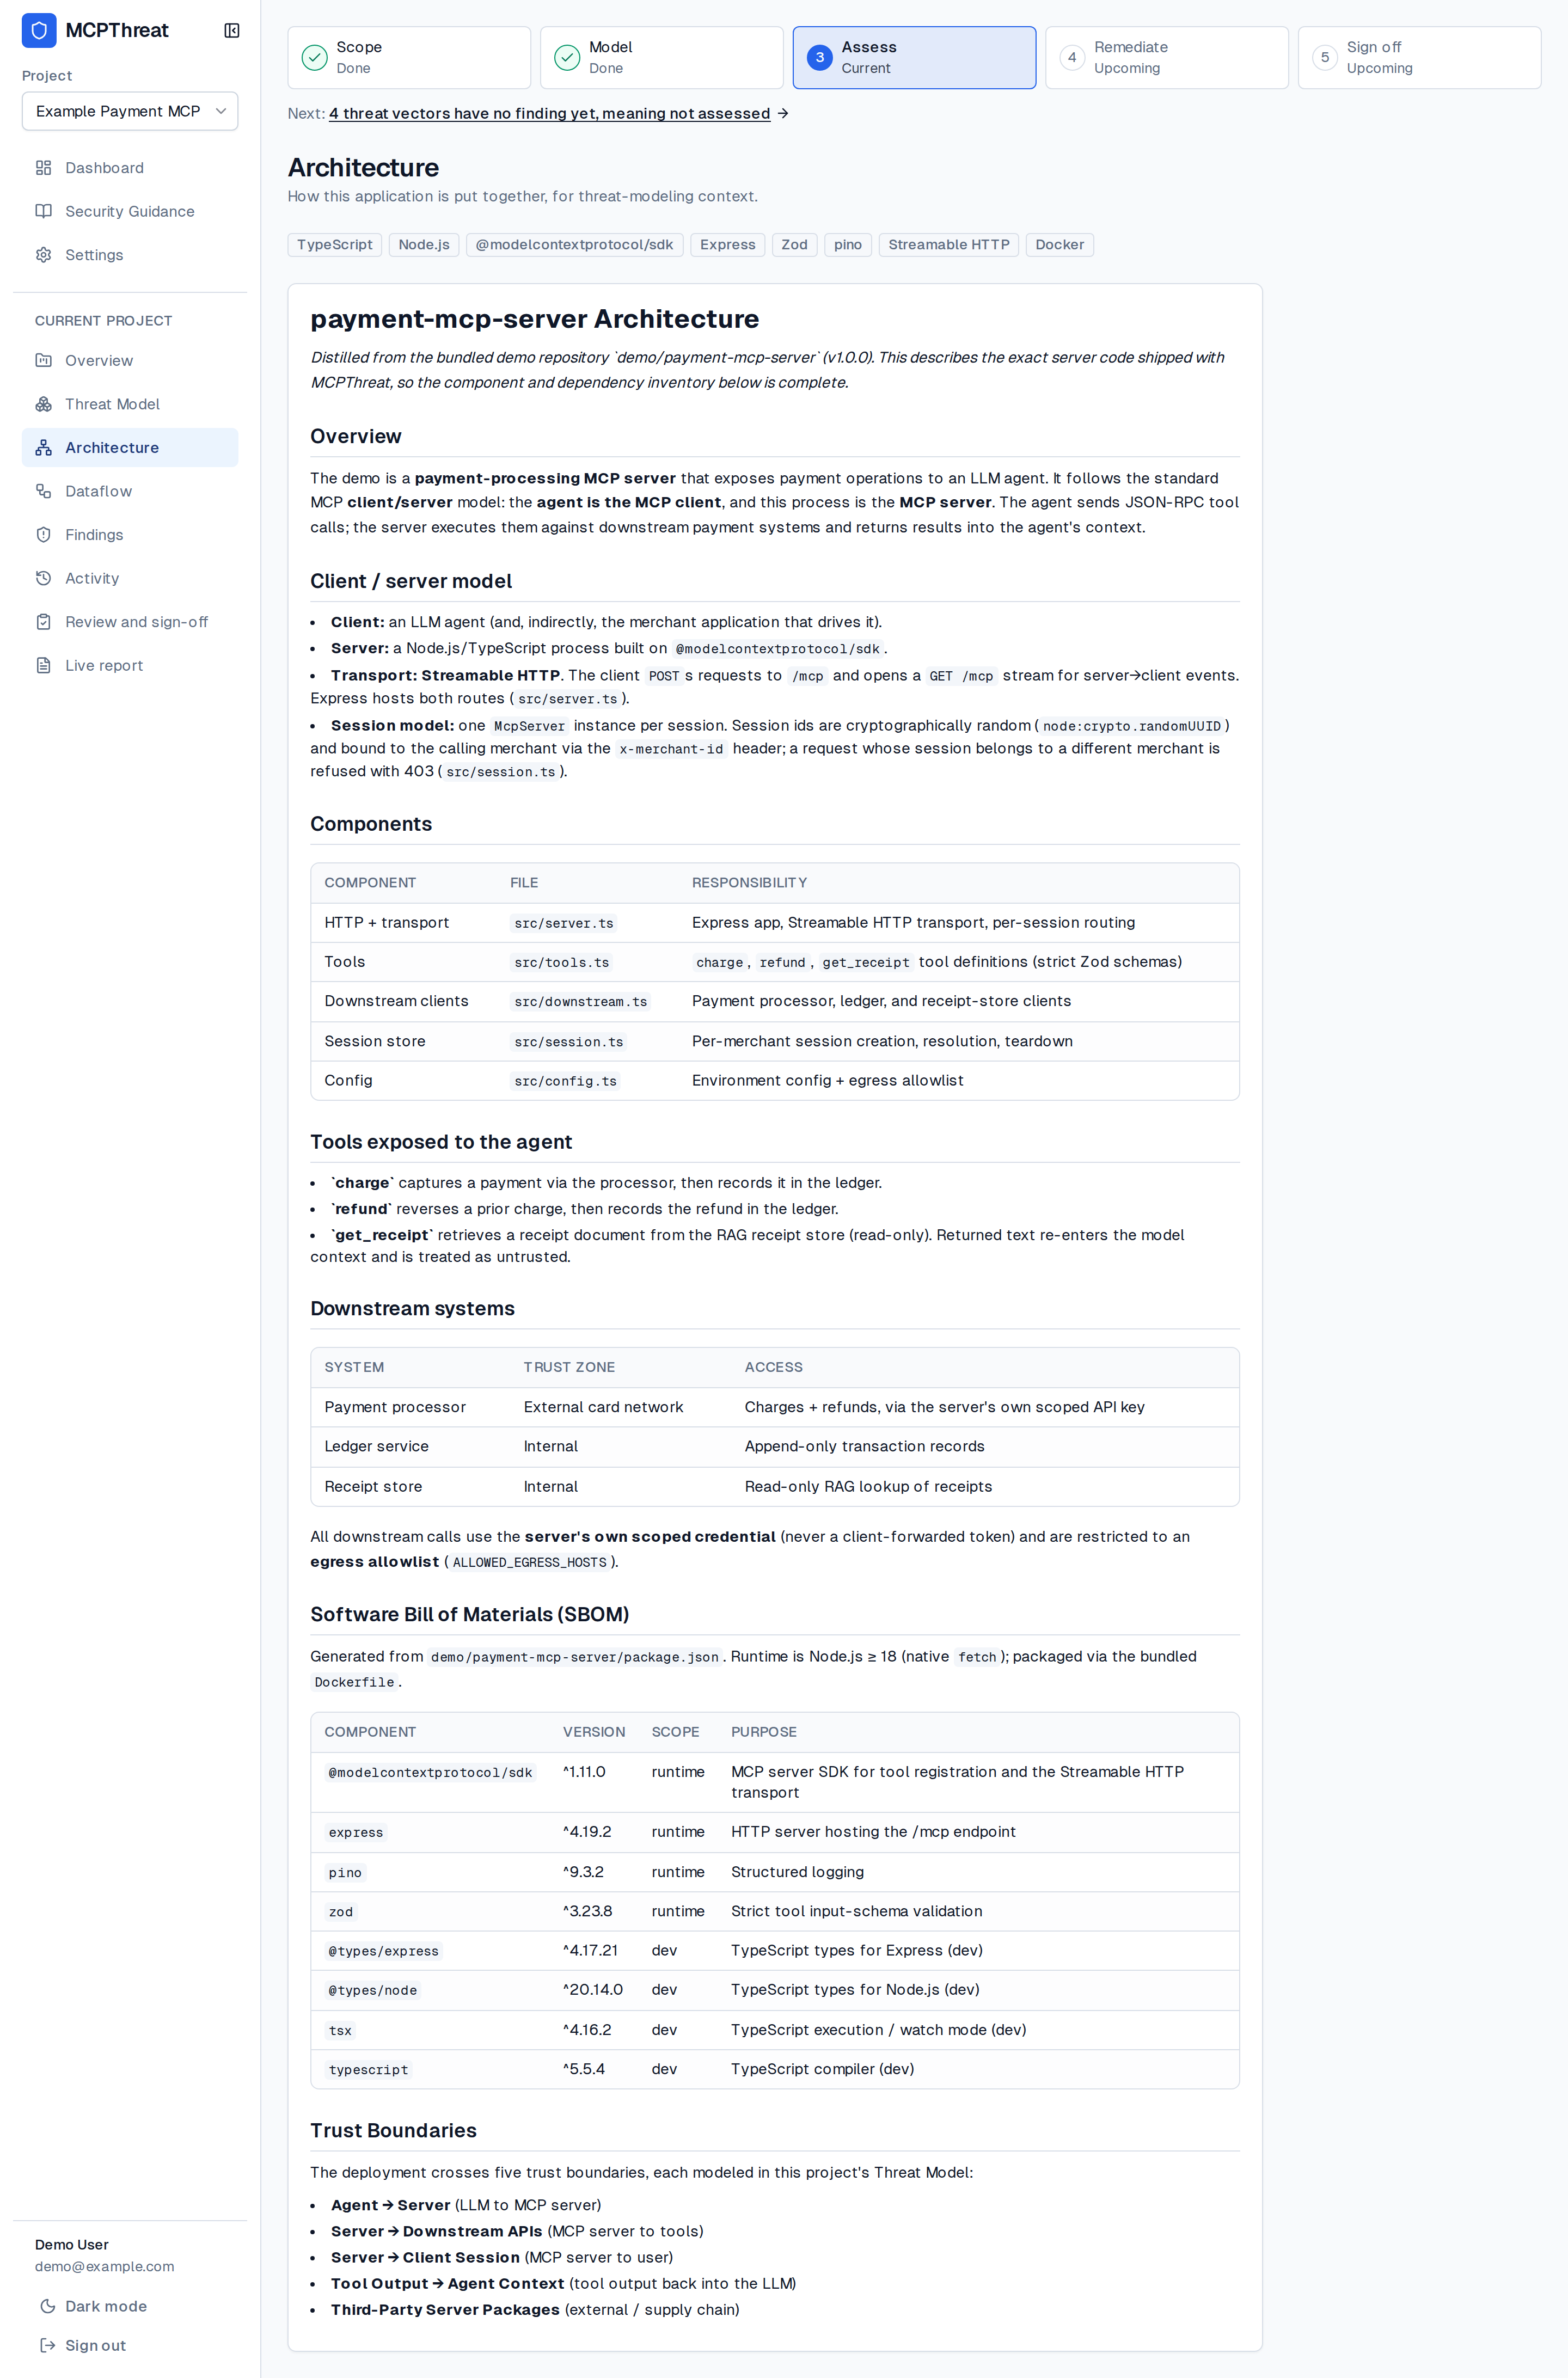 MCPThreat
Project
Example Payment MCP
Dashboard
Security Guidance
Settings
CURRENT PROJECT
Overview
Threat Model
Architecture
Dataflow
Findings
Activity
Review and sign-off
Live report
Demo User
demo@example.com
Dark mode
Sign out
Scope
Done
Model
Done
3
Assess
Current
4
Remediate
Upcoming
5
Sign off
Upcoming
Next: 4 threat vectors have no finding yet, meaning not assessed →
Architecture
How this application is put together, for threat-modeling context.
TypeScript Node.js @modelcontextprotocol/sdk Express Zod pino Streamable HTTP Docker
payment-mcp-server Architecture
Distilled from the bundled demo repository `demo/payment-mcp-server` (v1.0.0). This describes the exact server code shipped with
MCPThreat, so the component and dependency inventory below is complete.
Overview
The demo is a payment-processing MCP server that exposes payment operations to an LLM agent. It follows the standard
MCP client/server model: the agent is the MCP client, and this process is the MCP server. The agent sends JSON-RPC tool
calls; the server executes them against downstream payment systems and returns results into the agent's context.
Client / server model
• Client: an LLM agent (and, indirectly, the merchant application that drives it).
• Server: a Node.js/TypeScript process built on @modelcontextprotocol/sdk.
• Transport: Streamable HTTP. The client POSTs requests to /mcp and opens a GET /mcp stream for server→client events.
Express hosts both routes (src/server.ts).
• Session model: one McpServer instance per session. Session ids are cryptographically random (node:crypto.randomUUID)
and bound to the calling merchant via the x-merchant-id header; a request whose session belongs to a different merchant is
refused with 403 (src/session.ts).
Components
COMPONENT FILE RESPONSIBILITY
HTTP + transport src/server.ts Express app, Streamable HTTP transport, per-session routing
Tools src/tools.ts charge, refund, get_receipt tool definitions (strict Zod schemas)
Downstream clients src/downstream.ts Payment processor, ledger, and receipt-store clients
Session store src/session.ts Per-merchant session creation, resolution, teardown
Config src/config.ts Environment config + egress allowlist
Tools exposed to the agent
• `charge` captures a payment via the processor, then records it in the ledger.
• `refund` reverses a prior charge, then records the refund in the ledger.
• `get_receipt` retrieves a receipt document from the RAG receipt store (read-only). Returned text re-enters the model
context and is treated as untrusted.
Downstream systems
SYSTEM TRUST ZONE ACCESS
Payment processor External card network Charges + refunds, via the server's own scoped API key
Ledger service Internal Append-only transaction records
Receipt store Internal Read-only RAG lookup of receipts
All downstream calls use the server's own scoped credential (never a client-forwarded token) and are restricted to an
egress allowlist (ALLOWED_EGRESS_HOSTS).
Software Bill of Materials (SBOM)
Generated from demo/payment-mcp-server/package.json. Runtime is Node.js ≥ 18 (native fetch); packaged via the bundled
Dockerfile.
COMPONENT VERSION SCOPE PURPOSE
@modelcontextprotocol/sdk ^1.11.0 runtime MCP server SDK for tool registration and the Streamable HTTP
transport
express ^4.19.2 runtime HTTP server hosting the /mcp endpoint
pino ^9.3.2 runtime Structured logging
zod ^3.23.8 runtime Strict tool input-schema validation
@types/express ^4.17.21 dev TypeScript types for Express (dev)
@types/node ^20.14.0 dev TypeScript types for Node.js (dev)
tsx ^4.16.2 dev TypeScript execution / watch mode (dev)
typescript ^5.5.4 dev TypeScript compiler (dev)
Trust Boundaries
The deployment crosses five trust boundaries, each modeled in this project's Threat Model:
• Agent → Server (LLM to MCP server)
• Server → Downstream APIs (MCP server to tools)
• Server → Client Session (MCP server to user)
• Tool Output → Agent Context (tool output back into the LLM)
• Third-Party Server Packages (external / supply chain)